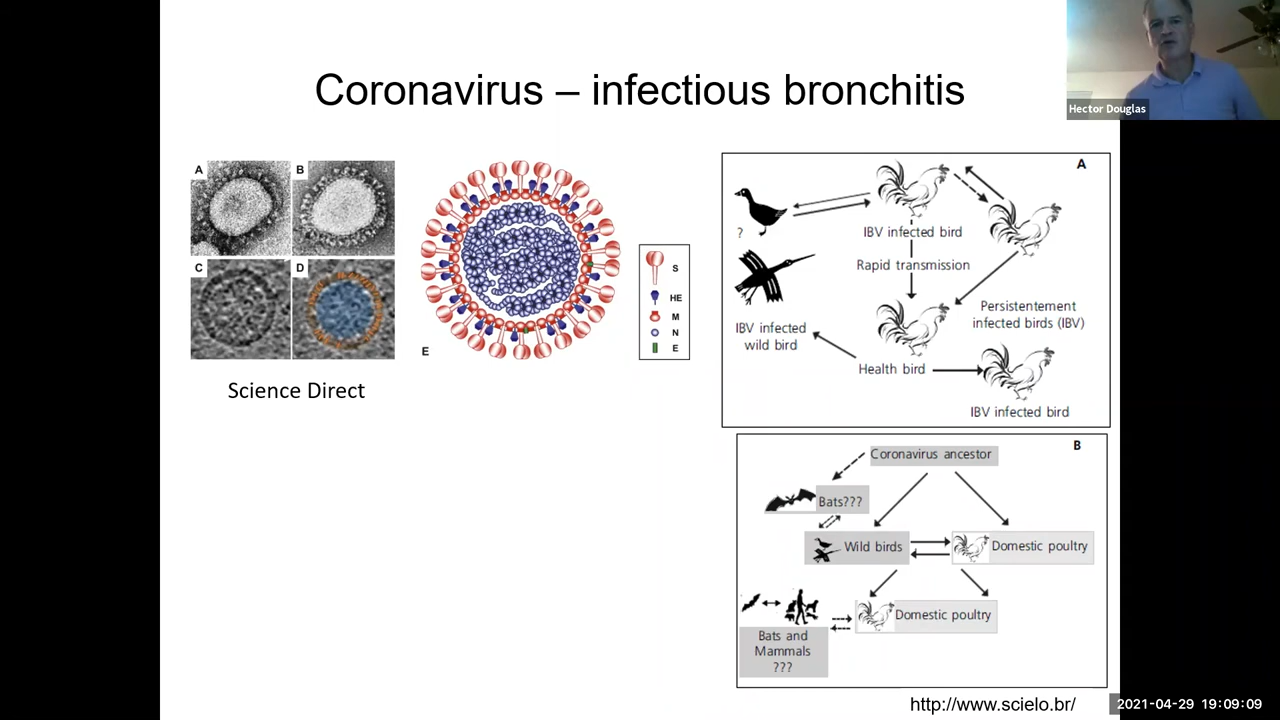 Coronavirus – infectious bronchitis
Hector Douglas
A
B
C
D
E
S
HE
M
N
E
Science Direct
A
?
IBV infected bird
Rapid transmission
Persistentement
infected birds (IBV)
IBV infected
wild bird
Health bird
IBV infected bird
B
Coronavirus ancestor
Bats???
Wild birds
Domestic poultry
Domestic poultry
Bats and
Mammals
???
http://www.scielo.br/
2021-04-29 19:09:09